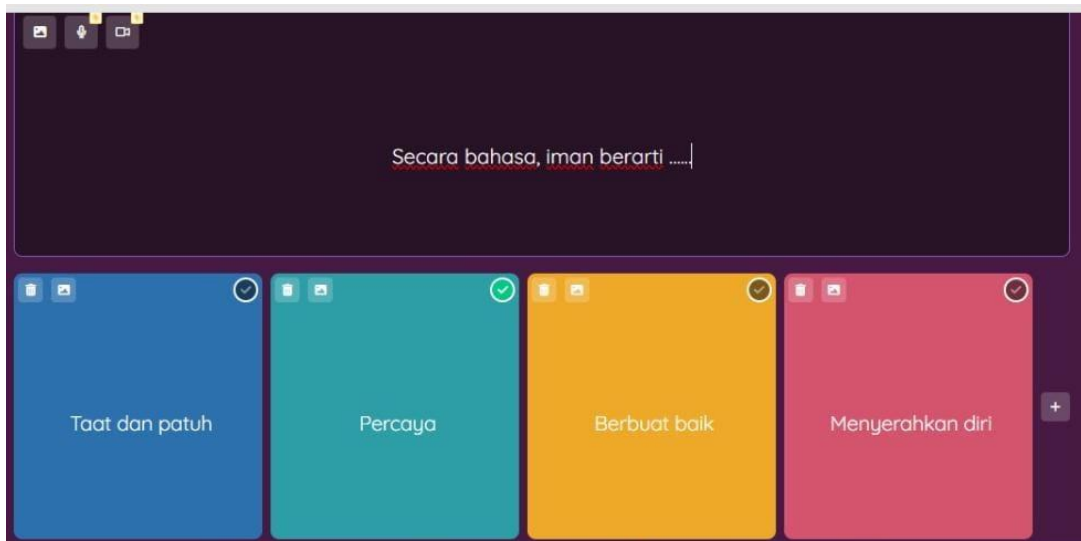 Secara bahasa, iman berarti ......
Taat dan patuh
Percaya
Berbuat baik
Menyerahkan diri